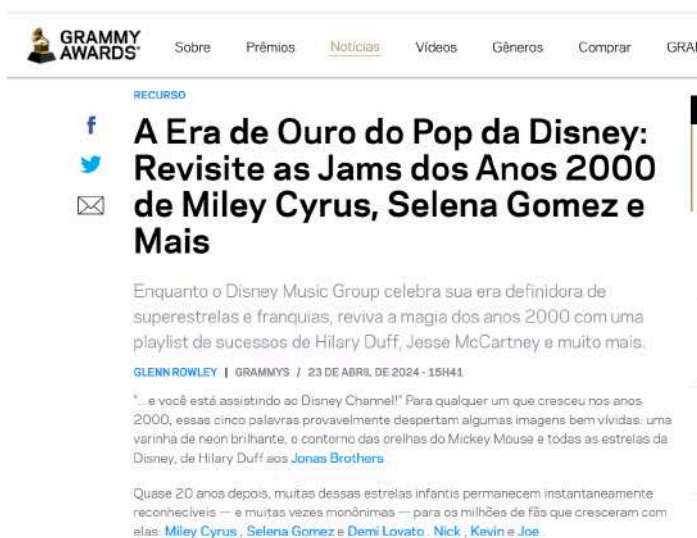 GRAMMY
AWARDS
Sobre Prêmios Notícias Vídeos Gêneros Comprar GRA
RECURSO
A Era de Ouro do Pop da Disney:
Revisite as Jams dos Anos 2000
de Miley Cyrus, Selena Gomez e
Mais
Enquanto o Disney Music Group celebra sua era definidora de
superestrelas e franquias, reviva a magia dos anos 2000 com uma
playlist de sucessos de Hilary Duff, Jesse McCartney e muito mais.
GLENN ROWLEY | GRAMMYS / 23 DE ABRIL DE 2024 - 15H41
"... e você está assistindo ao Disney Channel!" Para qualquer um que cresceu nos anos
2000, essas cinco palavras provavelmente despertam algumas imagens bem vívidas: uma
varinha de neon brilhante, o contorno das orelhas do Mickey Mouse e todas as estrelas da
Disney, de Hilary Duff aos Jonas Brothers.
Quase 20 anos depois, muitas dessas estrelas infantis permanecem instantaneamente
reconhecíveis — e muitas vezes monônimas — para os milhões de fãs que cresceram com
elas: Miley Cyrus , Selena Gomez e Demi Lovato . Nick , Kevin e Joe .